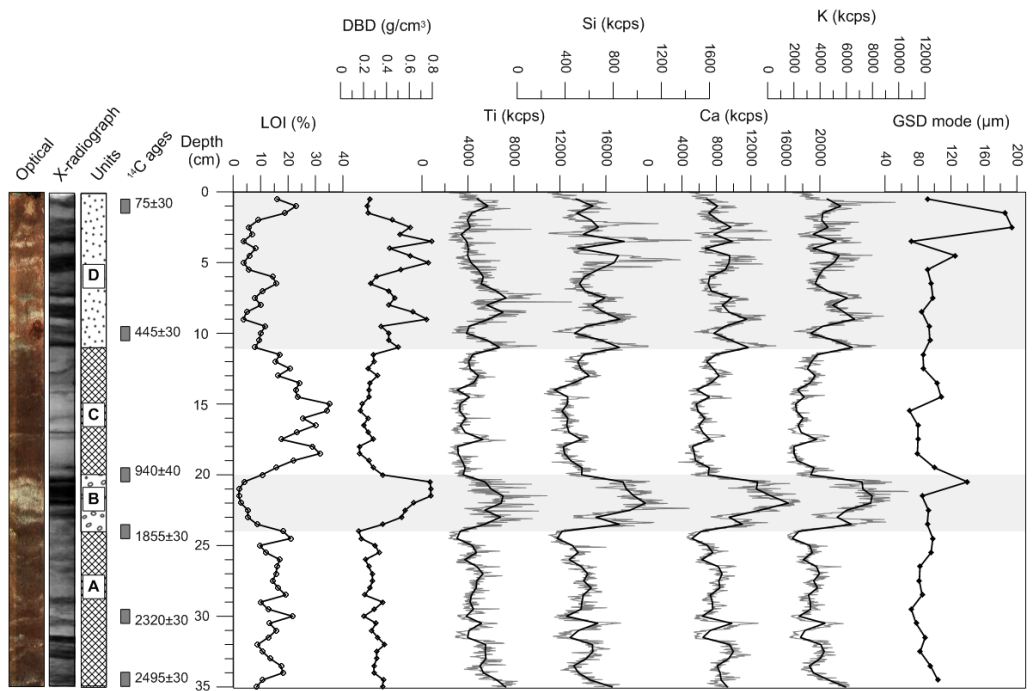 DBD (g/cm³)
Si (kcps)
K (kcps)
0 0.2 0.4 0.6 0.8
0 400 800 1200 1600
0 2000 4000 6000 8000 10000 12000
Optical
X-radiograph
Units
¹⁴C ages
Depth
(cm)
LOI (%)
Ti (kcps)
Ca (kcps)
GSD mode (µm)
0 10 20 30 40
0 4000 8000 12000 16000
0 4000 8000 12000 16000 20000
40 80 120 160 200
0
75±30
5
D
10
445±30
15
C
20
940±40
B
25
1855±30
A
30
2320±30
35
2495±30